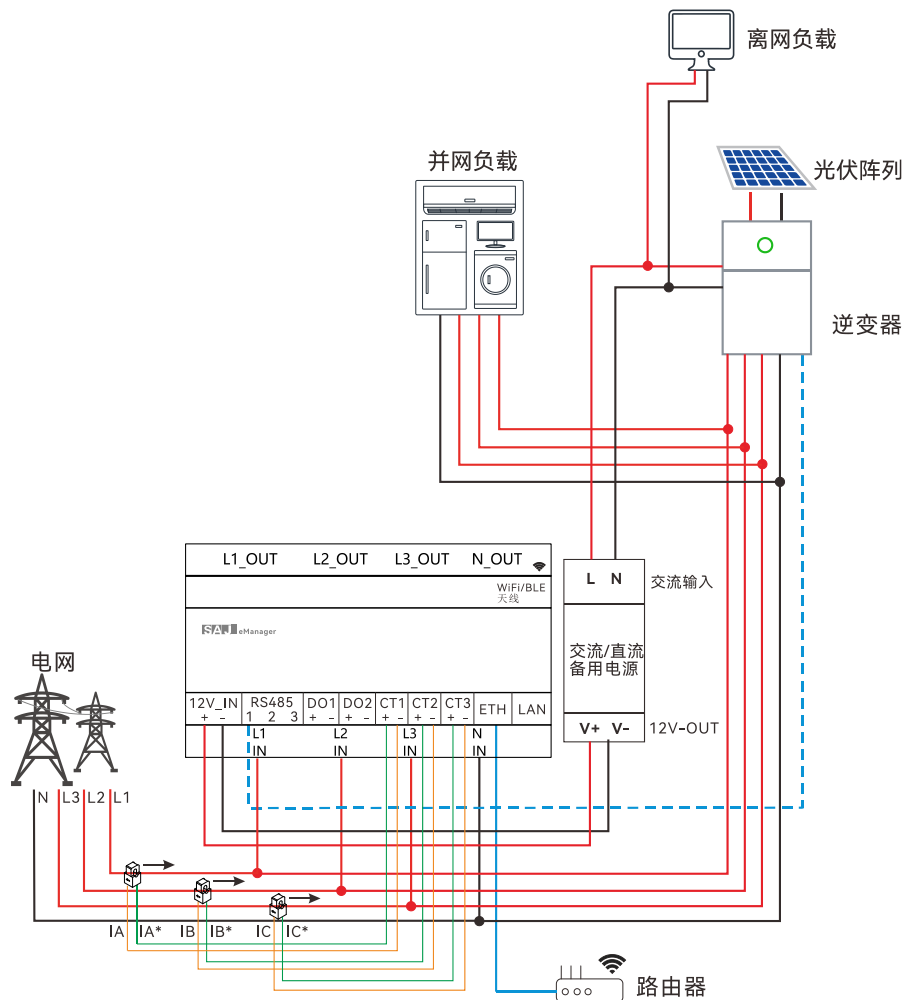 离网负载
并网负载
光伏阵列
逆变器
L1_OUT L2_OUT L3_OUT N_OUT
WiFi/BLE
天线
L N
交流输入
SAJ eManager
交流/直流
备用电源
电网
12V_IN RS485 DO1 DO2 CT1 CT2 CT3 ETH LAN
+ - 1 2 3 + - + - + - + - + -
V+ V- 12V-OUT
L1 L2 L3 N
IN IN IN IN
N L3 L2 L1
IA IA* IB IB* IC IC*
路由器